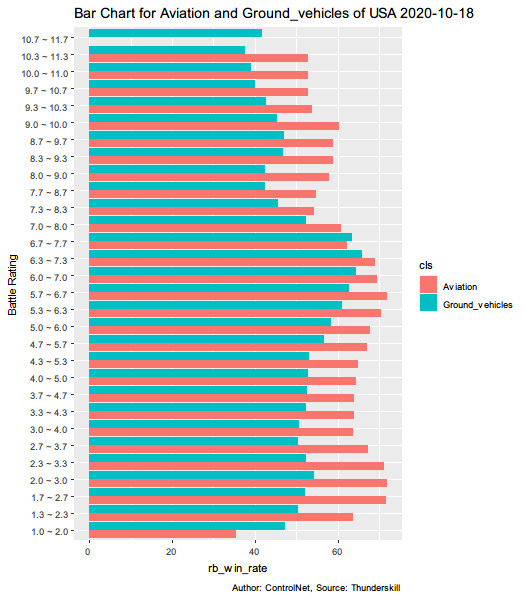 Bar Chart for Aviation and Ground_vehicles of USA 2020-10-18
10.7 ~ 11.7
10.3 ~ 11.3
10.0 ~ 11.0
9.7 ~ 10.7
9.3 ~ 10.3
9.0 ~ 10.0
8.7 ~ 9.7
8.3 ~ 9.3
8.0 ~ 9.0
7.7 ~ 8.7
7.3 ~ 8.3
7.0 ~ 8.0
6.7 ~ 7.7
6.3 ~ 7.3
6.0 ~ 7.0
5.7 ~ 6.7
5.3 ~ 6.3
5.0 ~ 6.0
4.7 ~ 5.7
4.3 ~ 5.3
4.0 ~ 5.0
3.7 ~ 4.7
3.3 ~ 4.3
3.0 ~ 4.0
2.7 ~ 3.7
2.3 ~ 3.3
2.0 ~ 3.0
1.7 ~ 2.7
1.3 ~ 2.3
1.0 ~ 2.0
Battle Rating
0 20 40 60
rb_win_rate
cls
Aviation
Ground_vehicles
Author: ControlNet, Source: Thunderskill